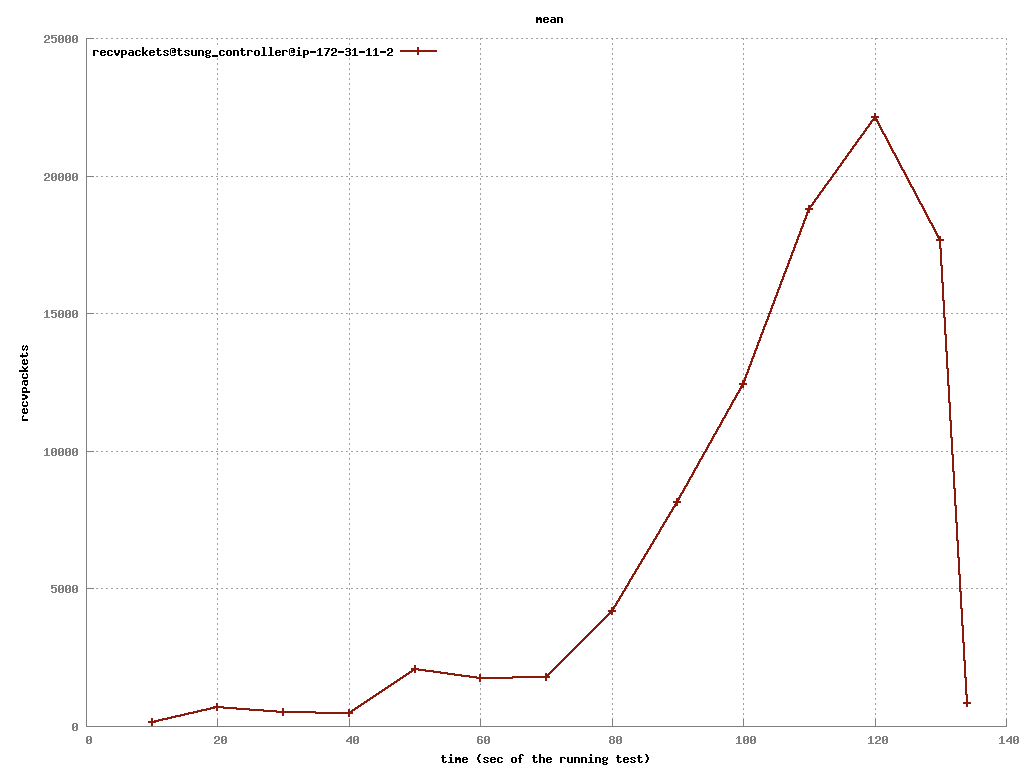 mean
25000
recvpackets@tsung_controller@ip-172-31-11-2
20000
15000
recvpackets
10000
5000
0
0 20 40 60 80 100 120 140
time (sec of the running test)